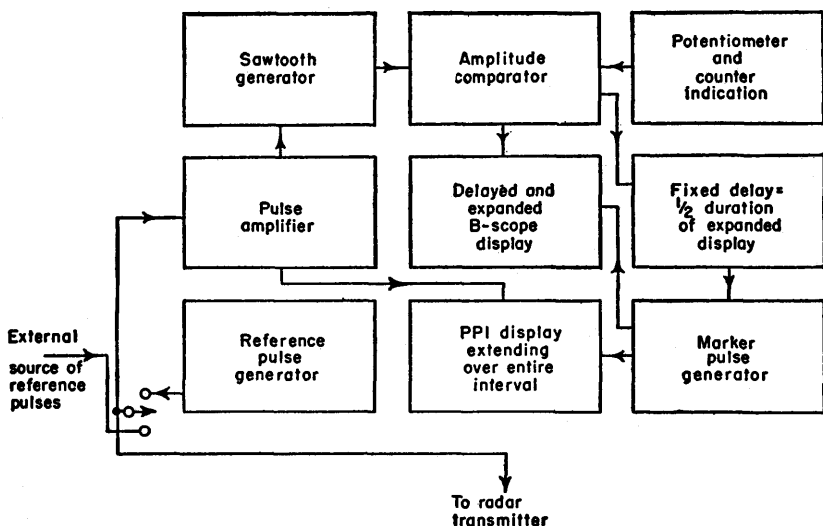 Sawtooth
generator
Amplitude
comparator
Potentiometer
and
counter
indication
Pulse
amplifier
Delayed and
expanded
B-scope
display
Fixed delay=
1/2 duration
of expanded
display
External
source of
reference
pulses
Reference
pulse
generator
PPI display
extending
over entire
interval
Marker
pulse
generator
To radar
transmitter